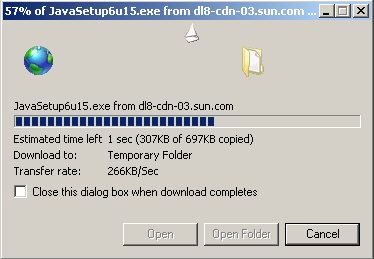 57% of JavaSetup6u15.exe from dl8-cdn-03.sun.com ...
JavaSetup6u15.exe from dl8-cdn-03.sun.com
Estimated time left 1 sec (307KB of 697KB copied)
Download to: Temporary Folder
Transfer rate: 266KB/Sec
Close this dialog box when download completes
Open Open Folder Cancel